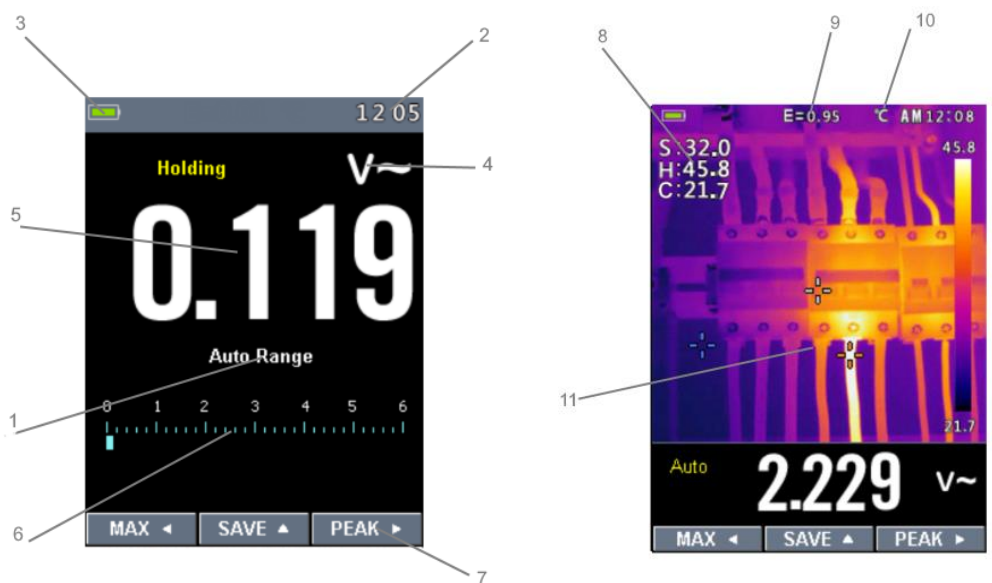 3
2
12 05
Holding
V~
4
5
0.119
Auto Range
1
0 1 2 3 4 5 6
6
MAX ◄ SAVE ▲ PEAK ►
7
8
9
10
E=0.95 ℃ AM12:08
S:32.0
H:45.8
C:21.7
45.8
11
21.7
Auto
2.229
V~
MAX ◄ SAVE ▲ PEAK ►